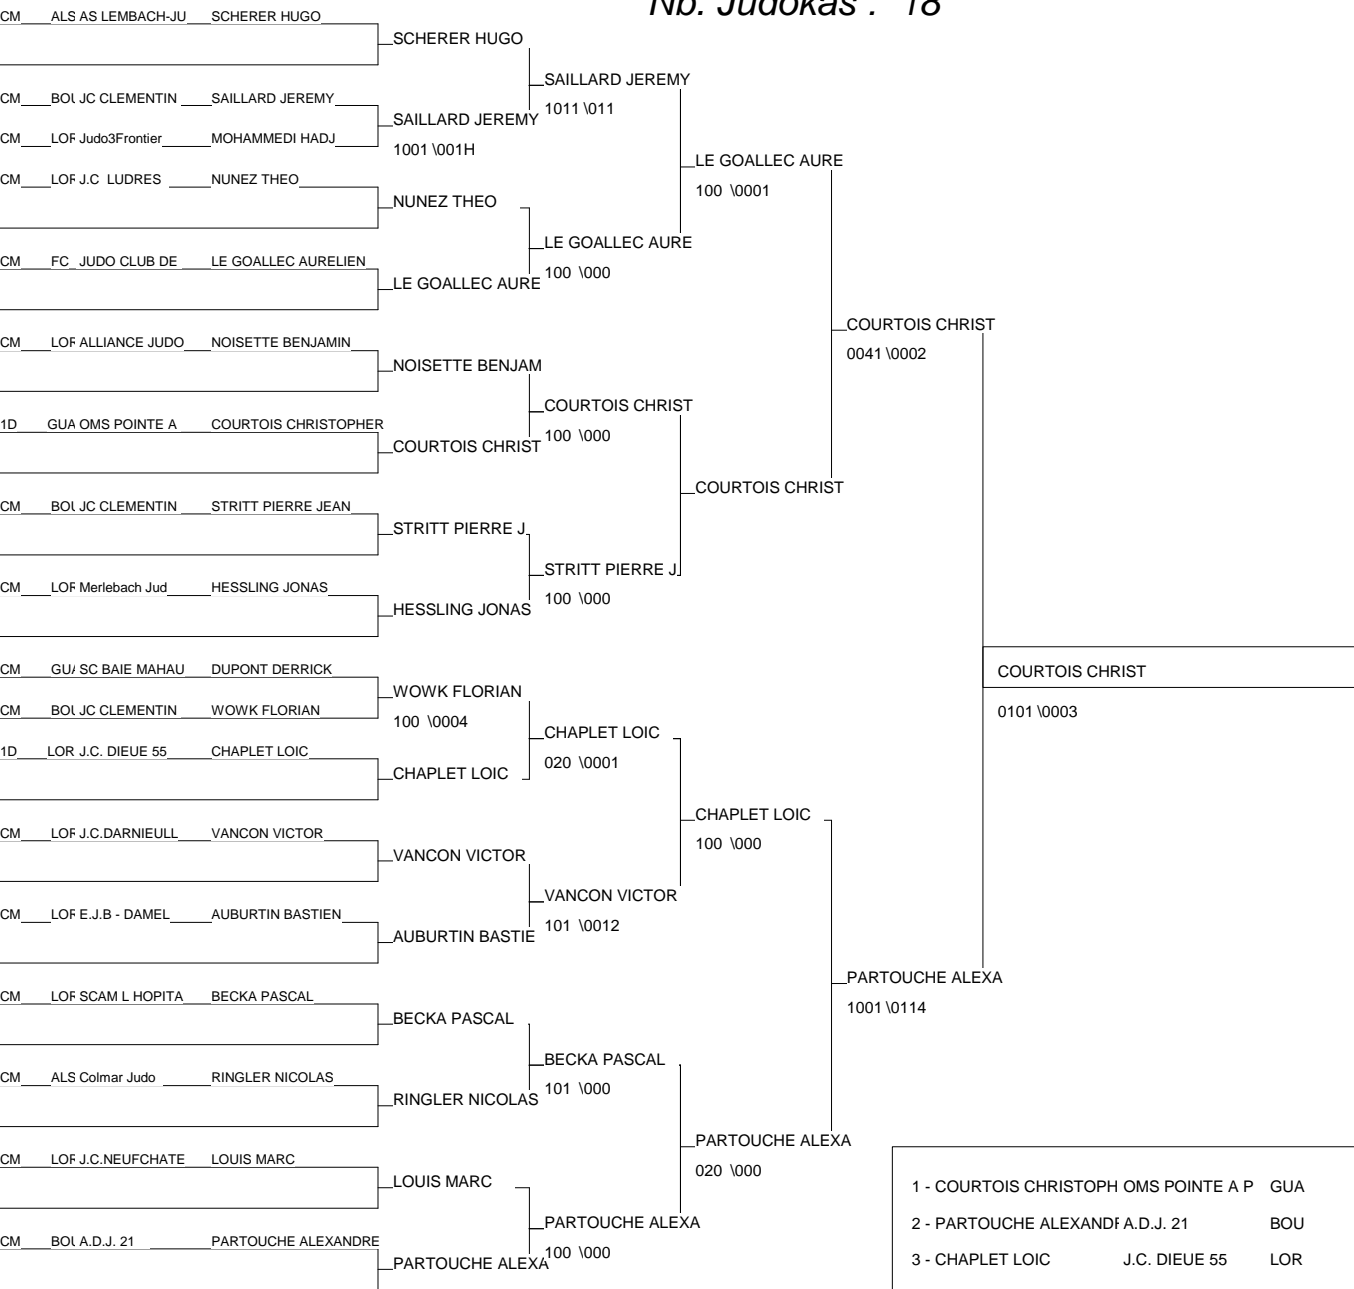 Nb. Judokas : 18
CM ALS AS LEMBACH-JU SCHERER HUGO
SCHERER HUGO
SAILLARD JEREMY
1011 \011
CM BOU JC CLEMENTIN SAILLARD JEREMY
SAILLARD JEREMY
1001 \001H
CM LOR Judo3Frontier MOHAMMEDI HADJ
LE GOALLEC AURE
100 \0001
CM LOR J.C LUDRES NUNEZ THEO
NUNEZ THEO
LE GOALLEC AURE
100 \000
CM FC_ JUDO CLUB DE LE GOALLEC AURELIEN
LE GOALLEC AURE
COURTOIS CHRIST
0041 \0002
CM LOR ALLIANCE JUDO NOISETTE BENJAMIN
NOISETTE BENJAM
COURTOIS CHRIST
100 \000
1D GUA OMS POINTE A COURTOIS CHRISTOPHER
COURTOIS CHRIST
COURTOIS CHRIST
CM BOU JC CLEMENTIN STRITT PIERRE JEAN
STRITT PIERRE J
STRITT PIERRE J
100 \000
CM LOR Merlebach Jud HESSLING JONAS
HESSLING JONAS
COURTOIS CHRIST
0101 \0003
CM GUA SC BAIE MAHAU DUPONT DERRICK
WOWK FLORIAN
100 \0004
CM BOU JC CLEMENTIN WOWK FLORIAN
CHAPLET LOIC
020 \0001
1D LOR J.C. DIEUE 55 CHAPLET LOIC
CHAPLET LOIC
CHAPLET LOIC
100 \000
CM LOR J.C.DARNIEULL VANCON VICTOR
VANCON VICTOR
VANCON VICTOR
101 \0012
CM LOR E.J.B - DAMEL AUBURTIN BASTIEN
AUBURTIN BASTIE
PARTOUCHE ALEXA
1001 \0114
CM LOR SCAM L HOPITA BECKA PASCAL
BECKA PASCAL
BECKA PASCAL
101 \000
CM ALS Colmar Judo RINGLER NICOLAS
RINGLER NICOLAS
PARTOUCHE ALEXA
020 \000
CM LOR J.C.NEUFCHATE LOUIS MARC
LOUIS MARC
PARTOUCHE ALEXA
100 \000
CM BOU A.D.J. 21 PARTOUCHE ALEXANDRE
PARTOUCHE ALEXA
1 - COURTOIS CHRISTOPH OMS POINTE A P GUA
2 - PARTOUCHE ALEXANDR A.D.J. 21 BOU
3 - CHAPLET LOIC J.C. DIEUE 55 LOR